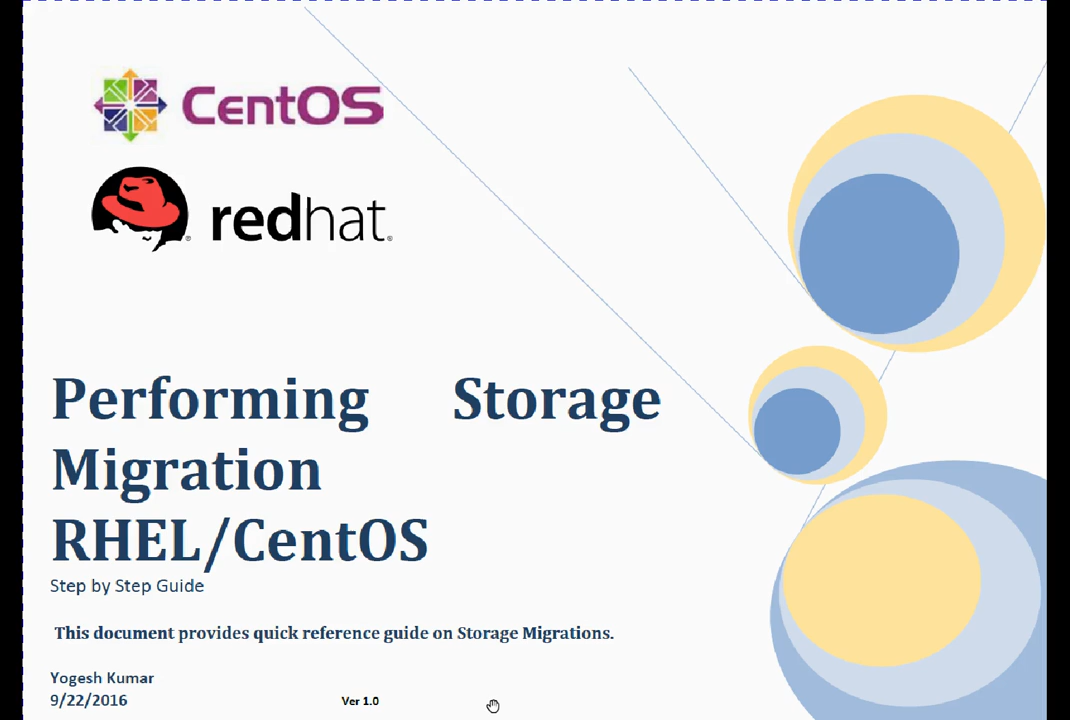 CentOS
redhat.
Performing Storage
Migration
RHEL/CentOS
Step by Step Guide
This document provides quick reference guide on Storage Migrations.
Yogesh Kumar
9/22/2016
Ver 1.0